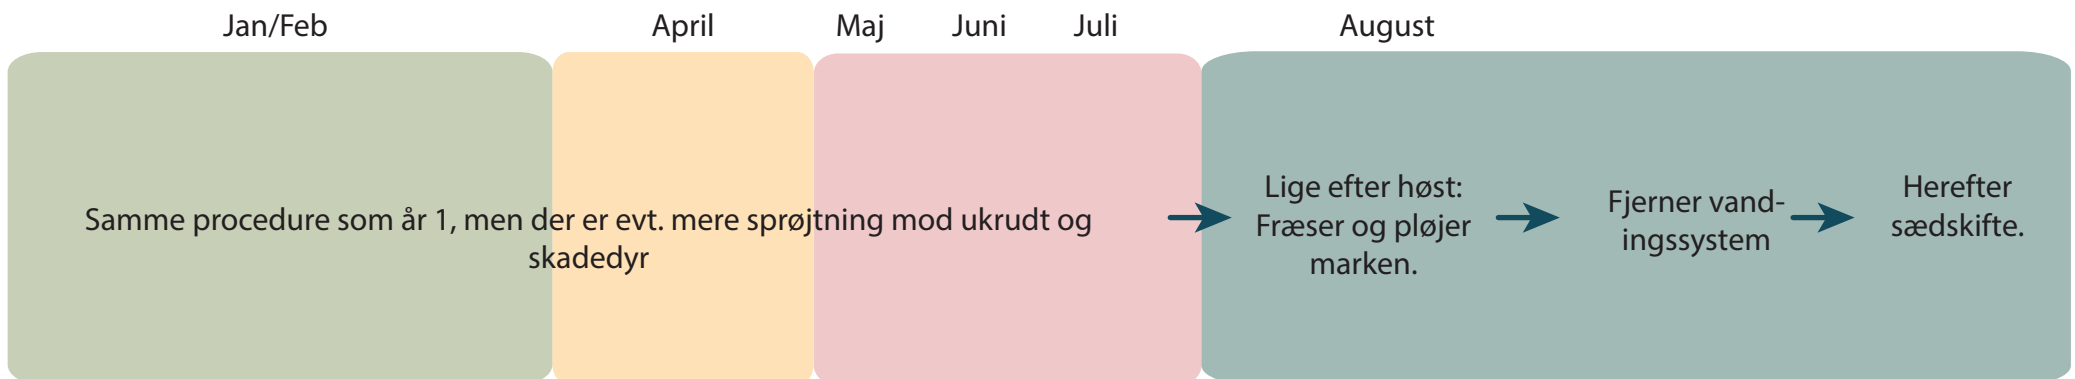 Jan/Feb April Maj Juni Juli August
Samme procedure som år 1, men der er evt. mere sprøjtning mod ukrudt og
skadedyr
Lige efter høst:
Fræser og pløjer
marken.
Fjerner vand-
ingssystem
Herefter
sædskifte.